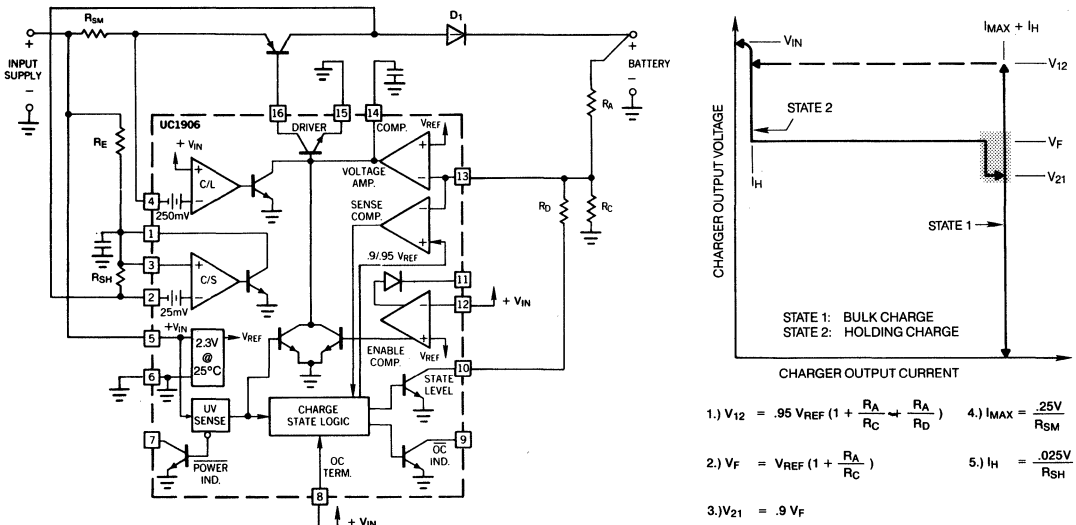 RSM
D1
+
INPUT
SUPPLY
−
+
BATTERY
−
RA
16
15
14
UC1906
DRIVER
COMP.
VREF
+
−
VOLTAGE
AMP.
13
RE
+ VIN
+
C/L
−
4
250mV
1
3
RSH
+
C/S
−
2
25mV
SENSE
COMP.
−
+
.9/.95 VREF
RD
RC
11
−
12
+ VIN
+
VREF
ENABLE
COMP.
+VIN
5
2.3V
@
25°C
VREF
6
10
STATE
LEVEL
UV
SENSE
CHARGE
STATE LOGIC
7
POWER
IND.
9
OC
IND.
OC
TERM.
8
+ VIN
CHARGER OUTPUT VOLTAGE
VIN
IMAX + IH
V12
STATE 2
VF
IH
V21
STATE 1
STATE 1: BULK CHARGE
STATE 2: HOLDING CHARGE
CHARGER OUTPUT CURRENT
1.) V12 = .95 VREF (1 + RA/RC + RA/RD)
4.) IMAX = .25V/RSM
2.) VF = VREF (1 + RA/RC)
5.) IH = .025V/RSH
3.)V21 = .9 VF